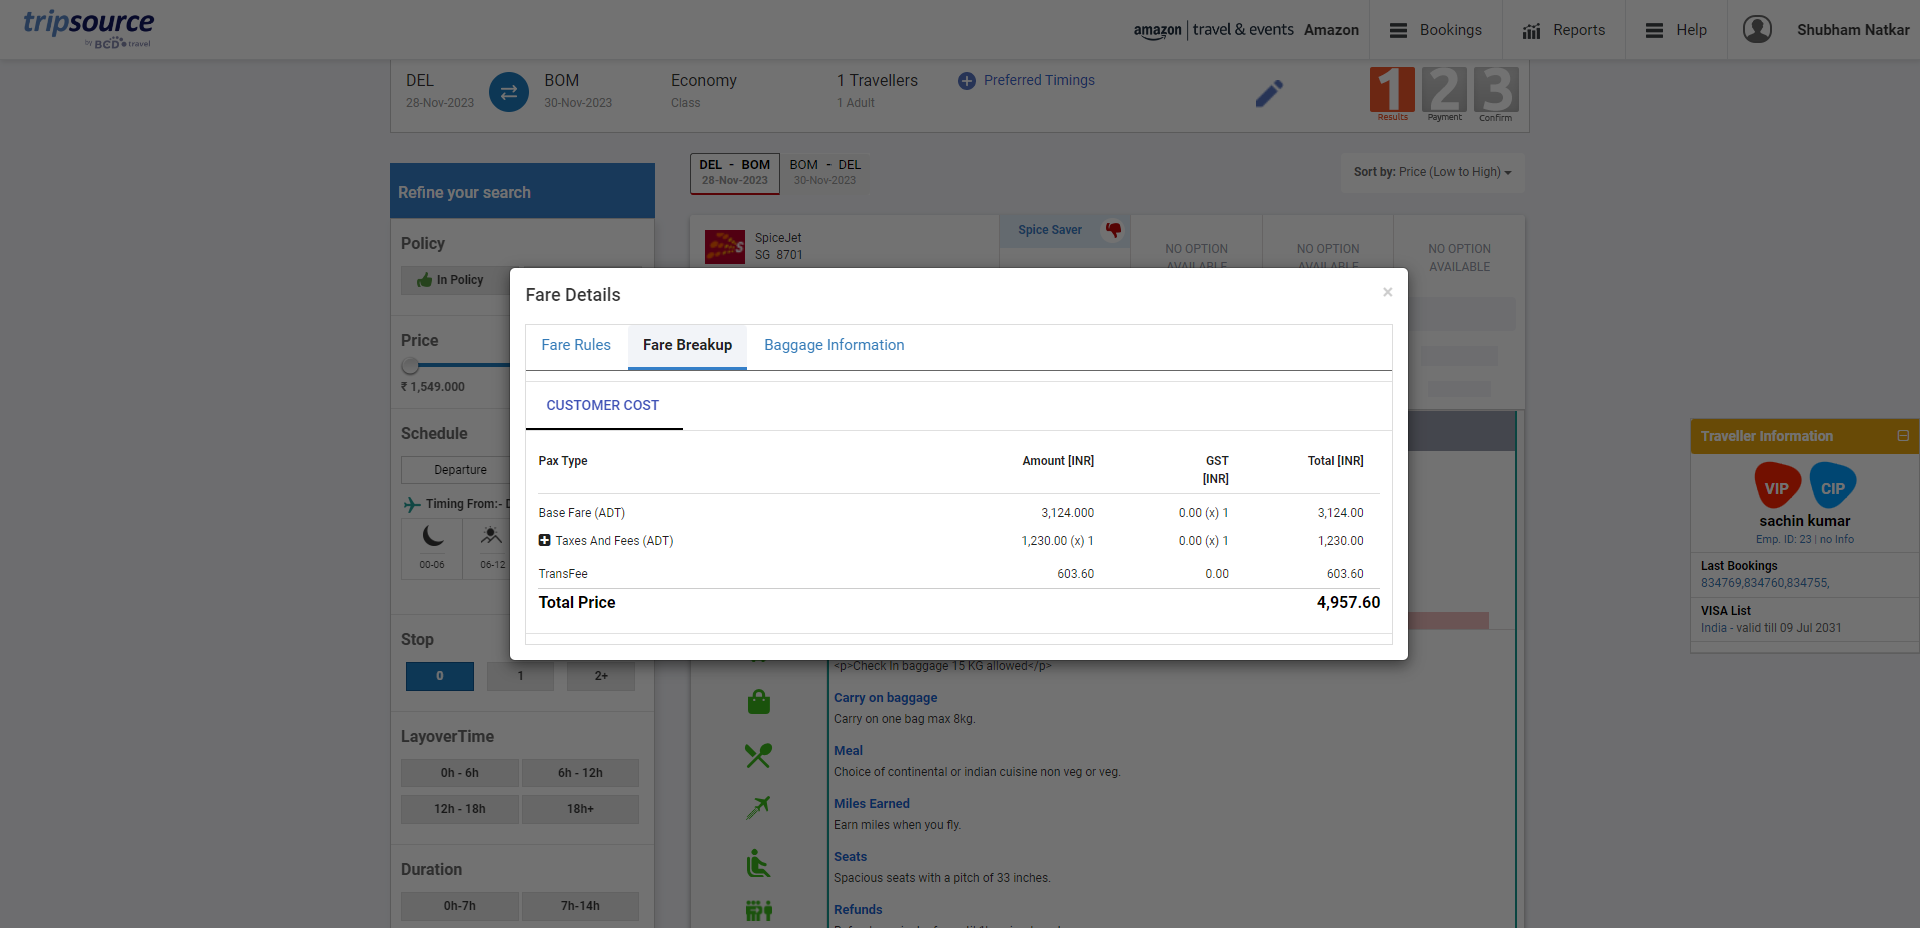 tripsource
by BCD travel
amazon | travel & events Amazon
Bookings
Reports
Help
Shubham Natkar
DEL
28-Nov-2023
BOM
30-Nov-2023
Economy
Class
1 Travellers
1 Adult
Preferred Timings
1 2 3
Results Payment Confirm
Refine your search
DEL - BOM
28-Nov-2023
BOM - DEL
30-Nov-2023
Sort by: Price (Low to High)
Policy
In Policy
SpiceJet
SG 8701
Spice Saver
NO OPTION
AVAILABLE
NO OPTION
AVAILABLE
NO OPTION
AVAILABLE
Price
₹ 1,549.000
Schedule
Departure
Timing From:- D
00-06
06-12
Stop
0 1 2+
LayoverTime
0h - 6h 6h - 12h
12h - 18h 18h+
Duration
0h-7h 7h-14h
Fare Details
×
Fare Rules Fare Breakup Baggage Information
CUSTOMER COST
Pax Type Amount [INR] GST [INR] Total [INR]
Base Fare (ADT) 3,124.000 0.00 (x) 1 3,124.00
Taxes And Fees (ADT) 1,230.00 (x) 1 0.00 (x) 1 1,230.00
TransFee 603.60 0.00 603.60
Total Price 4,957.60
<p>Check In baggage 15 KG allowed</p>
Carry on baggage
Carry on one bag max 8kg.
Meal
Choice of continental or indian cuisine non veg or veg.
Miles Earned
Earn miles when you fly.
Seats
Spacious seats with a pitch of 33 inches.
Refunds
Traveller Information
VIP CIP
sachin kumar
Emp. ID: 23 | no Info
Last Bookings
834769,834760,834755,
VISA List
India - valid till 09 Jul 2031